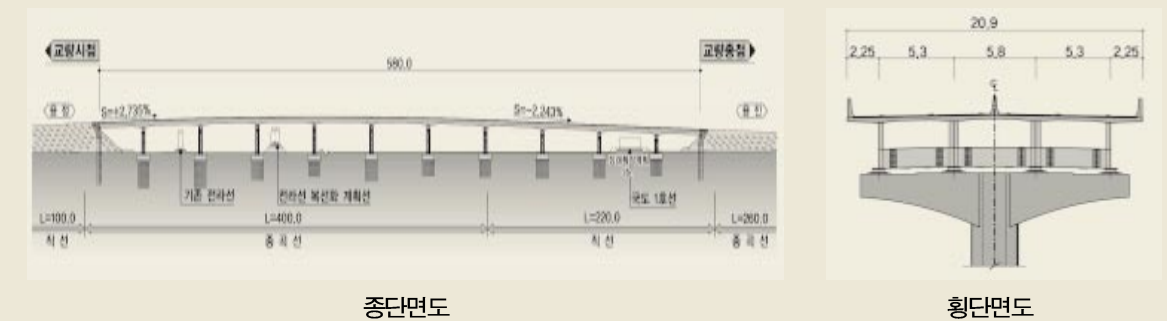 교량시점
580.0
교량종점
S=+2.735%
S=-2.243%
기존 전라선
전라선 복선화 계획선
국도 1호선
L=100.0
L=400.0
L=220.0
L=260.0
직 선
종 곡 선
직 선
종 곡 선
종단면도
20.9
2.25
5.3
5.8
5.3
2.25
횡단면도